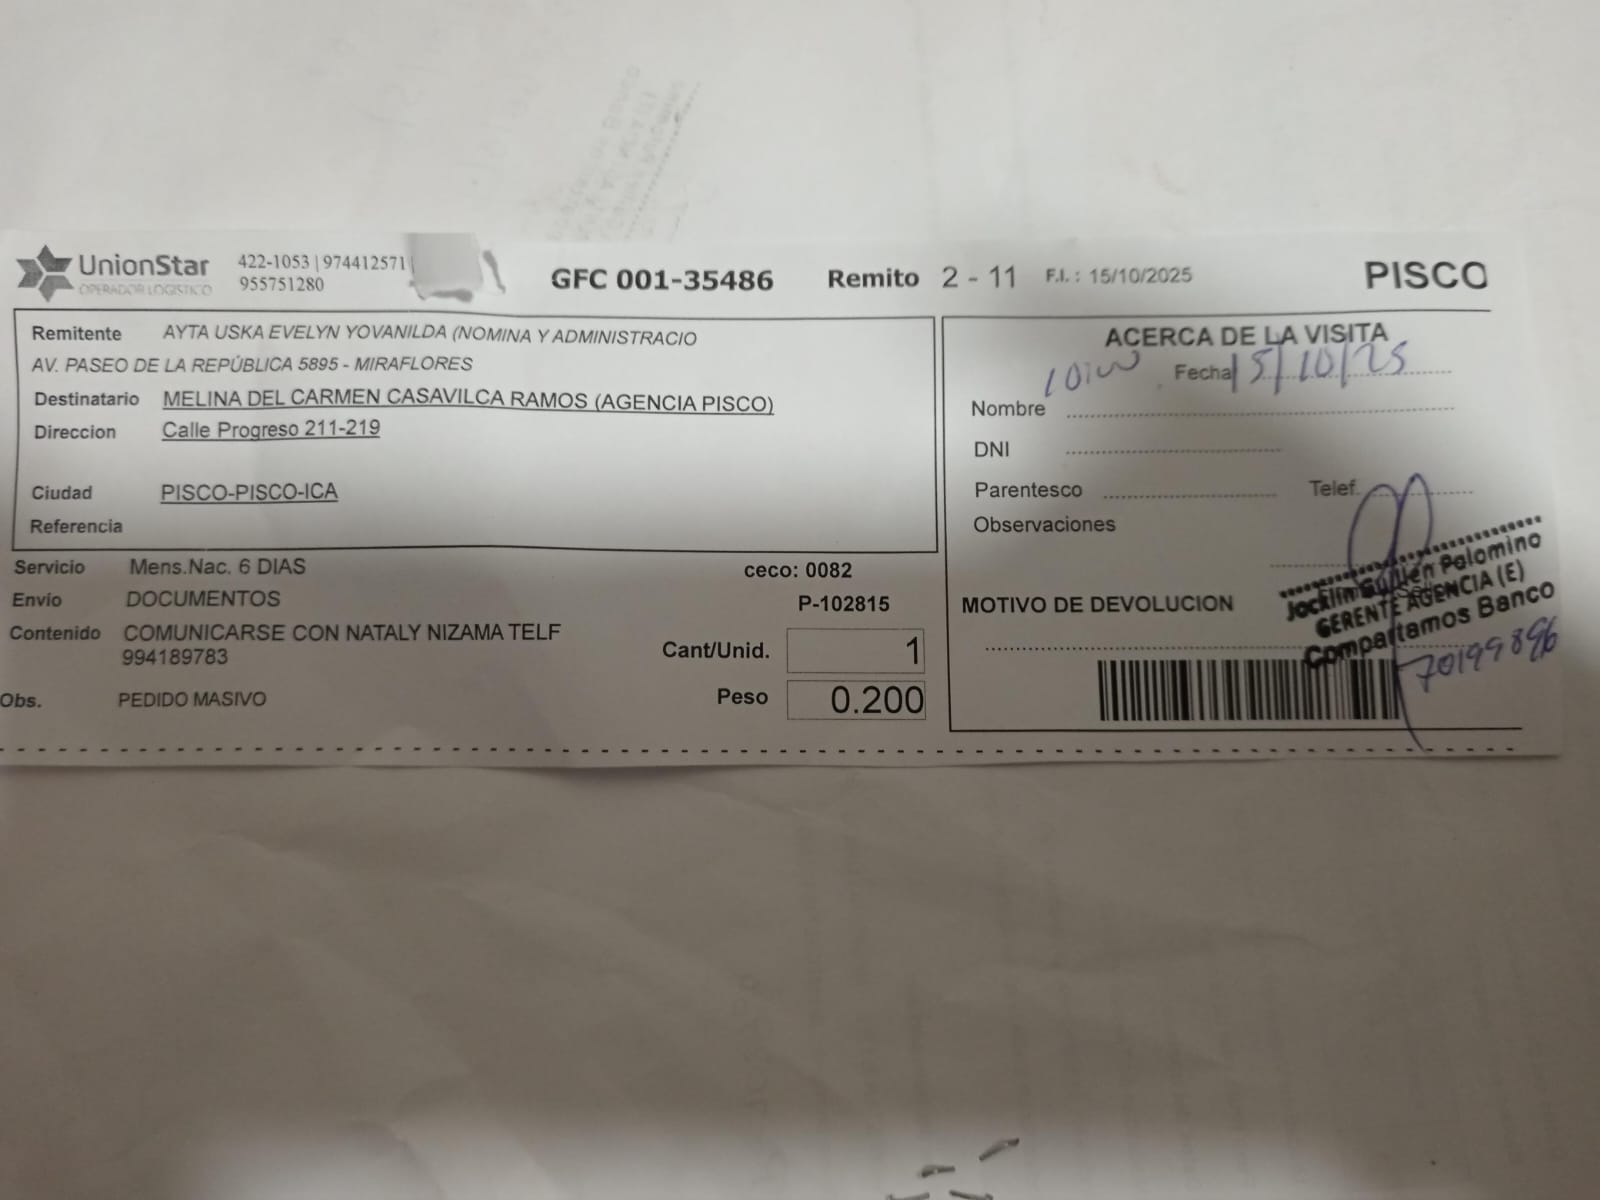 UnionStar
OPERADOR LOGISTICO
422-1053 | 974412571 |
955751280
GFC 001-35486
Remito 2 - 11
F.I. : 15/10/2025
PISCO
Remitente AYTA USKA EVELYN YOVANILDA (NOMINA Y ADMINISTRACIO
AV. PASEO DE LA REPÚBLICA 5895 - MIRAFLORES
Destinatario MELINA DEL CARMEN CASAVILCA RAMOS (AGENCIA PISCO)
Direccion Calle Progreso 211-219
Ciudad PISCO-PISCO-ICA
Referencia
Servicio Mens.Nac. 6 DIAS
ceco: 0082
Envio DOCUMENTOS
P-102815
Contenido COMUNICARSE CON NATALY NIZAMA TELF
994189783
Cant/Unid. 1
Obs. PEDIDO MASIVO
Peso 0.200
ACERCA DE LA VISITA
Fecha 15/10/25
Nombre
DNI
Parentesco Telef.
Observaciones
MOTIVO DE DEVOLUCION
Jocklin Guillén Palomino
GERENTE AGENCIA (E)
Compartamos Banco
70199896